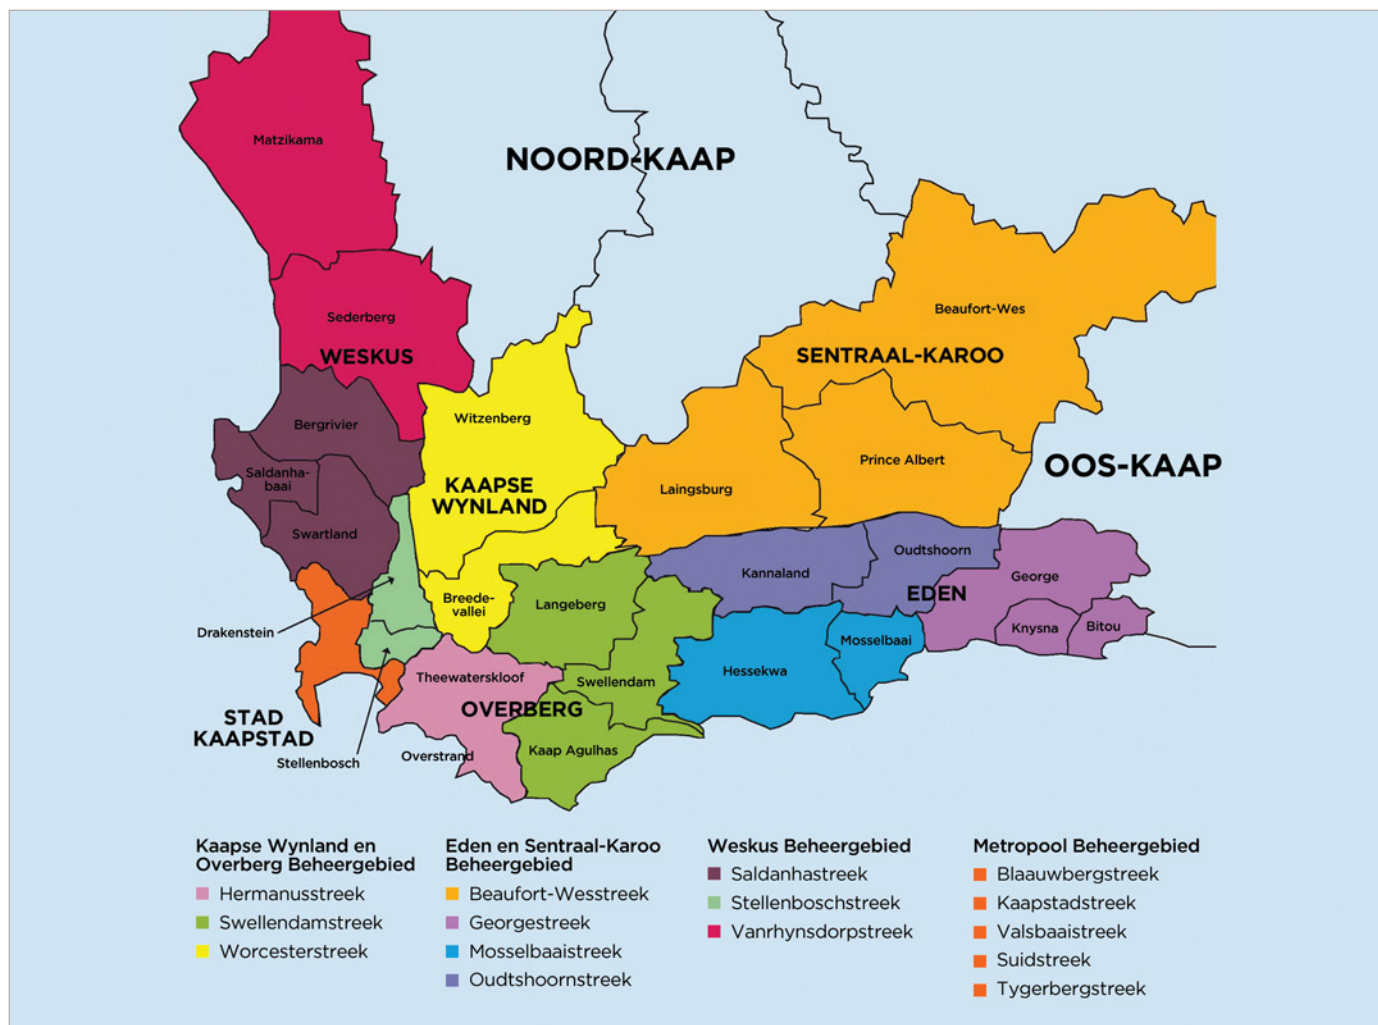 Matzikama
NOORD-KAAP
Sederberg
WESKUS
Beaufort-Wes
SENTRAAL-KAROO
Bergrivier
Witzenberg
Saldanha-
baai
KAAPSE
WYNLAND
Laingsburg
Prince Albert
OOS-KAAP
Swartland
Kannaland
Oudtshoorn
George
EDEN
Breede-
vallei
Langeberg
Drakenstein
Mosselbaai
Knysna
Bitou
Theewaterskloof
Swellendam
Hessekwa
OVERBERG
STAD
KAAPSTAD
Stellenbosch
Overstrand
Kaap Agulhas
Kaapse Wynland en
Overberg Beheergebied
Hermanusstreek
Swellendamstreek
Worcesterstreek
Eden en Sentraal-Karoo
Beheergebied
Beaufort-Wesstreek
Georgestreek
Mosselbaaistreek
Oudtshoornstreek
Weskus Beheergebied
Saldanhastreek
Stellenboschstreek
Vanrhynsdorpstreek
Metropool Beheergebied
Blaauwbergstreek
Kaapstadstreek
Valsbaaistreek
Suidstreek
Tygerbergstreek